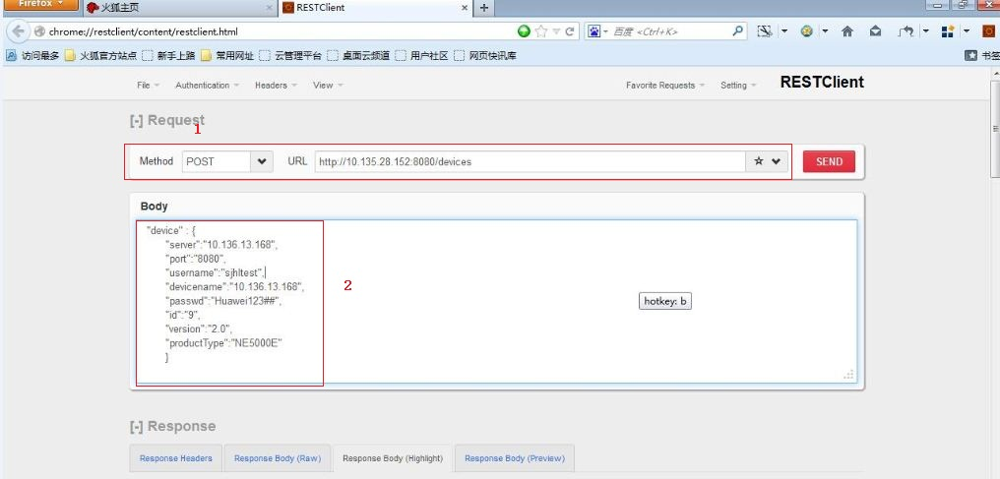 Firefox
火狐主页
RESTClient
chrome://restclient/content/restclient.html
百度 <Ctrl+K>
访问最多 火狐官方站点 新手上路 常用网址 云管理平台 桌面云频道 用户社区 网页快讯库 书签
File Authentication Headers View Favorite Requests Setting RESTClient
[-] Request
1
Method POST URL http://10.135.28.152:8080/devices SEND
Body
"device" : {
"server":"10.136.13.168",
"port":"8080",
"username":"sjhltest",
"devicename":"10.136.13.168",
2
"passwd":"Huawei123##",
hotkey: b
"id":"9",
"version":"2.0",
"productType":"NE5000E"
}
[-] Response
Response Headers Response Body (Raw) Response Body (Highlight) Response Body (Preview)